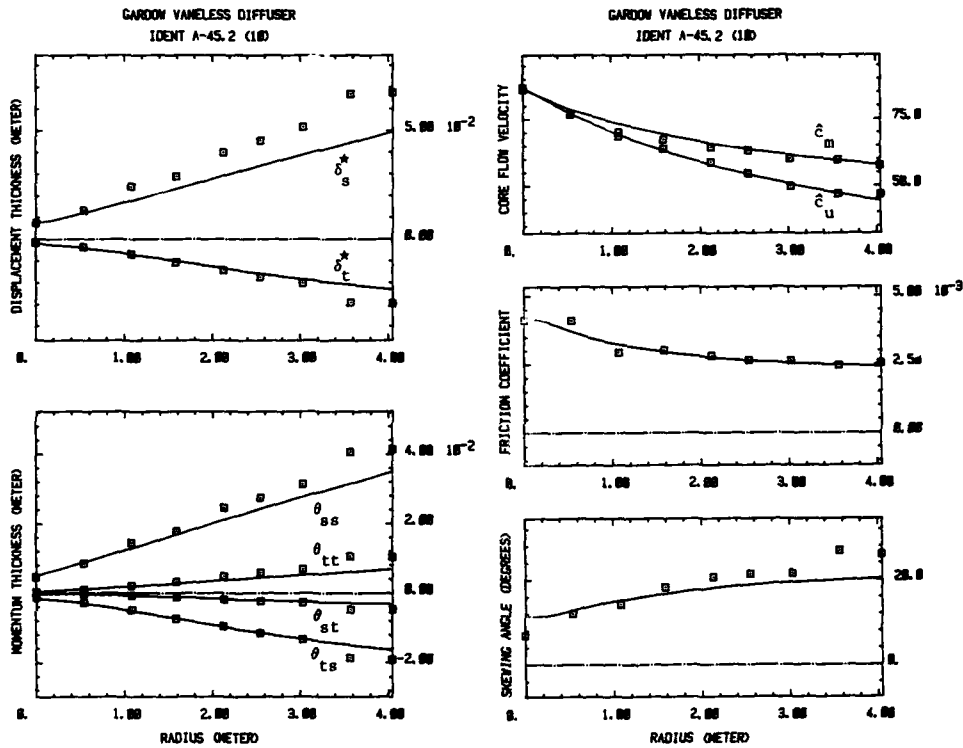 GARDOW VANELESS DIFFUSER
IDENT A-45.2 (18)
DISPLACEMENT THICKNESS (METER)
5.00 10⁻²
δ*s
0.00
δ*t
0. 1.00 2.00 3.00 4.00
MOMENTUM THICKNESS (METER)
4.00 10⁻²
2.00
θss
θtt
0.00
θst
θts
-2.00
0. 1.00 2.00 3.00 4.00
RADIUS (METER)
GARDOW VANELESS DIFFUSER
IDENT A-45.2 (18)
CORE FLOW VELOCITY
75.0
ĉm
50.0
ĉu
0. 1.00 2.00 3.00 4.00
FRICTION COEFFICIENT
5.00 10⁻³
2.50
0.00
0. 1.00 2.00 3.00 4.00
SKEWING ANGLE (DEGREES)
20.0
0.
0. 1.00 2.00 3.00 4.00
RADIUS (METER)